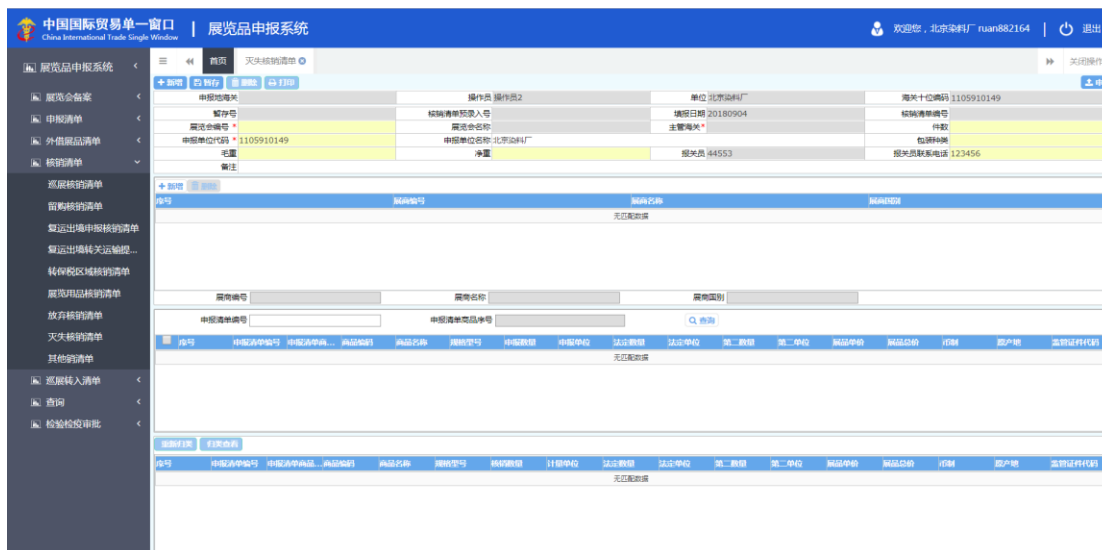 中国国际贸易单一窗口 | 展览品申报系统 欢迎您，北京染料厂 ruan882164 | 退出
China International Trade Single Window
展览品申报系统 首页 灭失核销清单 关闭操作
+新增 暂存 删除 打印
展览会备案 申报地海关 操作员 操作员2 单位 北京染料厂 海关十位编码 1105910149
暂存号 核销清单预录入号 填报日期 20180904 核销清单编号
申报清单 展览会编号 * 展览会名称 主管海关 * 件数
外借展品清单 申报单位代码 * 1105910149 申报单位名称 北京染料厂 包装种类
毛重 净重 报关员 44553 报关员联系电话 123456
核销清单 备注
巡展核销清单 +新增 删除
留购核销清单 序号 展商编号 展商名称 展商国别
无匹配数据
复运出境申报核销清单
复运出境转关运输提...
转保税区域核销清单
展览用品核销清单 展商编号 展商名称 展商国别
放弃核销清单 申报清单编号 申报清单商品序号 查询
灭失核销清单 序号 申报清单编号 申报清单商... 商品编码 商品名称 规格型号 申报数量 申报单位 法定数量 法定单位 第二数量 第二单位 展品单价 展品总价 币制 原产地 监管证件代码
其他销清单 无匹配数据
巡展转入清单
查询
检验检疫审批
重新归类 归类查看
序号 申报清单编号 申报清单商品... 商品编码 商品名称 规格型号 核销数量 计量单位 法定数量 法定单位 第二数量 第二单位 展品单价 展品总价 币制 原产地 监管证件代码
无匹配数据